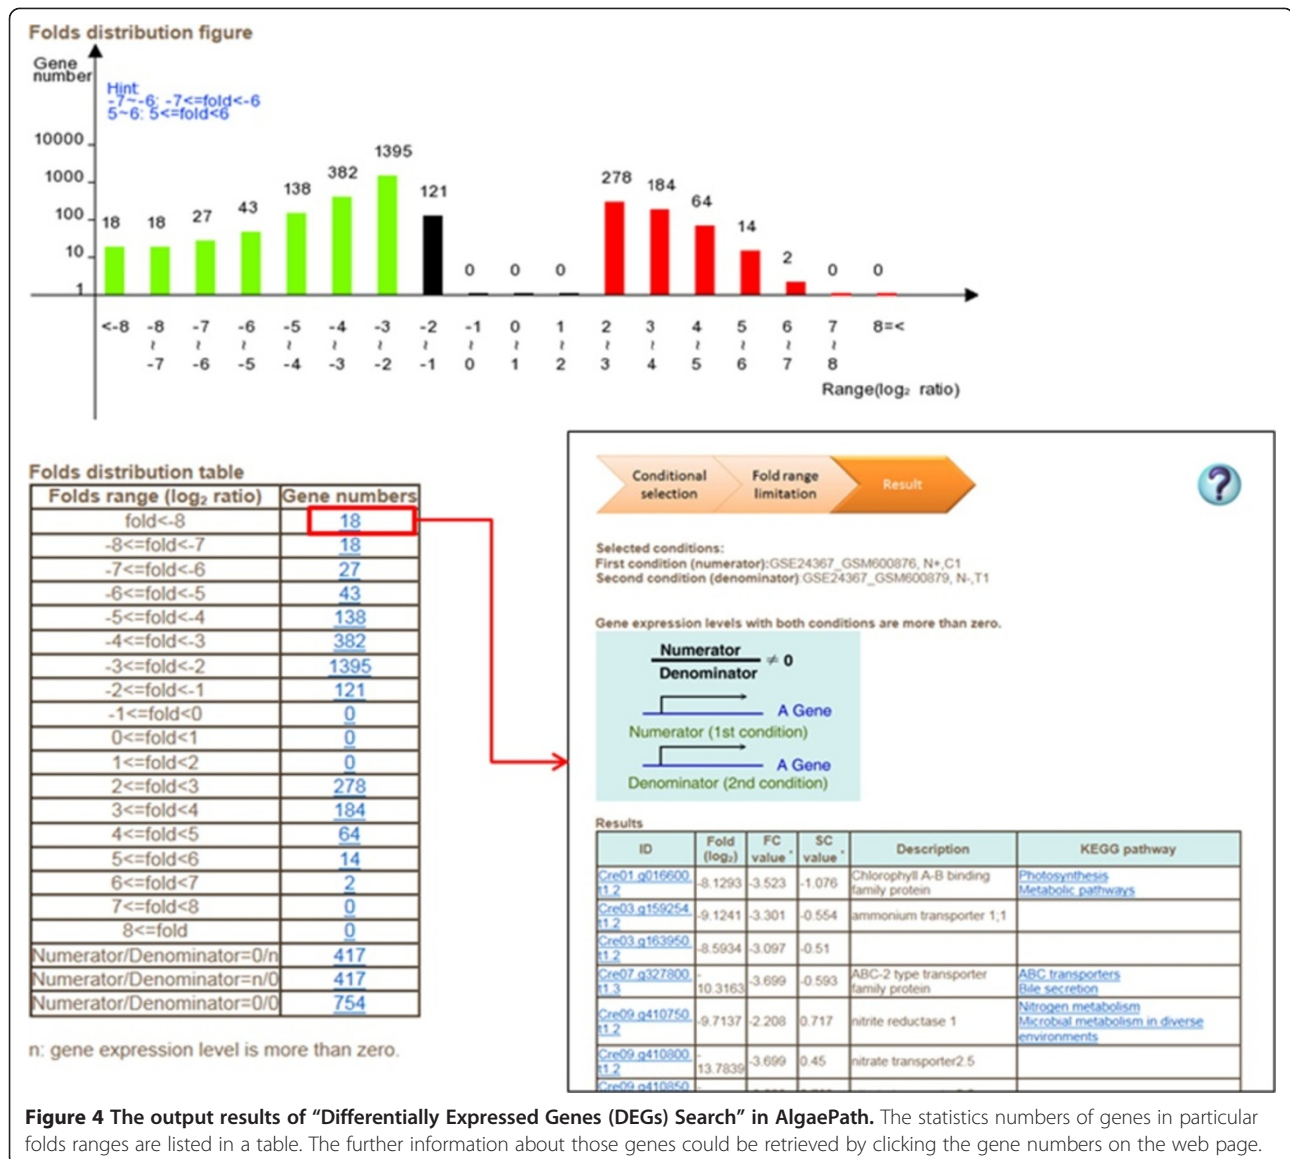 Folds distribution figure
Gene number
Hint:
-7~-6: -7<=fold<-6
5~6: 5<=fold<6
10000
1000
100
10
1
18 18 27 43 138 382 1395 121 0 0 0 278 184 64 14 2 0 0
<-8 -8 -7 -6 -5 -4 -3 -2 -1 0 1 2 3 4 5 6 7 8=<
~ ~ ~ ~ ~ ~ ~ ~ ~ ~ ~ ~ ~ ~ ~ ~
-7 -6 -5 -4 -3 -2 -1 0 1 2 3 4 5 6 7 8
Range(log₂ ratio)
Folds distribution table
Folds range (log₂ ratio) Gene numbers
fold<-8 18
-8<=fold<-7 18
-7<=fold<-6 27
-6<=fold<-5 43
-5<=fold<-4 138
-4<=fold<-3 382
-3<=fold<-2 1395
-2<=fold<-1 121
-1<=fold<0 0
0<=fold<1 0
1<=fold<2 0
2<=fold<3 278
3<=fold<4 184
4<=fold<5 64
5<=fold<6 14
6<=fold<7 2
7<=fold<8 0
8<=fold 0
Numerator/Denominator=0/n 417
Numerator/Denominator=n/0 417
Numerator/Denominator=0/0 754
n: gene expression level is more than zero.
Conditional selection
Fold range limitation
Result
?
Selected conditions:
First condition (numerator):GSE24367_GSM600876, N+,C1
Second condition (denominator):GSE24367_GSM600879, N-,T1
Gene expression levels with both conditions are more than zero.
Numerator
≠ 0
Denominator
A Gene
Numerator (1st condition)
A Gene
Denominator (2nd condition)
Results
ID Fold (log₂) FC value * SC value * Description KEGG pathway
Cre01.g016600.t1.2 -8.1293 -3.523 -1.076 Chlorophyll A-B binding family protein Photosynthesis Metabolic pathways
Cre03.g159254.t1.2 -9.1241 -3.301 -0.554 ammonium transporter 1;1
Cre03.g163950.t1.2 -8.5934 -3.097 -0.51
Cre07.g327800.t1.3 -10.3163 -3.699 -0.593 ABC-2 type transporter family protein ABC transporters Bile secretion
Cre09.g410750.t1.2 -9.7137 -2.208 0.717 nitrite reductase 1 Nitrogen metabolism Microbial metabolism in diverse environments
Cre09.g410800.t1.2 -13.7839 -3.699 0.45 nitrate transporter2.5
Cre09.g410850.
Figure 4 The output results of “Differentially Expressed Genes (DEGs) Search” in AlgaePath. The statistics numbers of genes in particular
folds ranges are listed in a table. The further information about those genes could be retrieved by clicking the gene numbers on the web page.